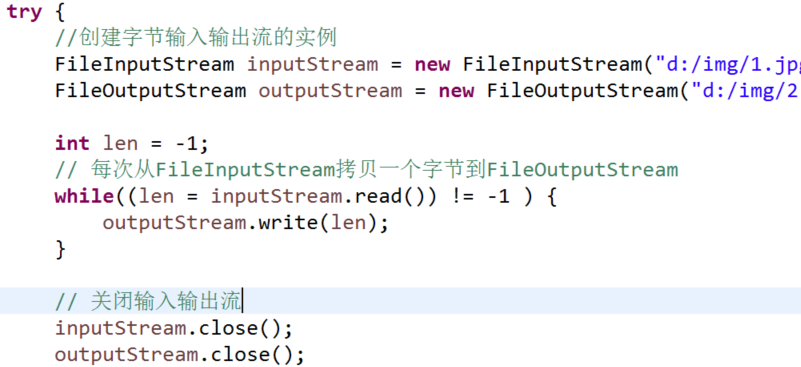 try {
//创建字节输入输出流的实例
FileInputStream inputStream = new FileInputStream("d:/img/1.jpg
FileOutputStream outputStream = new FileOutputStream("d:/img/2
int len = -1;
// 每次从FileInputStream拷贝一个字节到FileOutputStream
while((len = inputStream.read()) != -1 ) {
outputStream.write(len);
}
// 关闭输入输出流
inputStream.close();
outputStream.close();